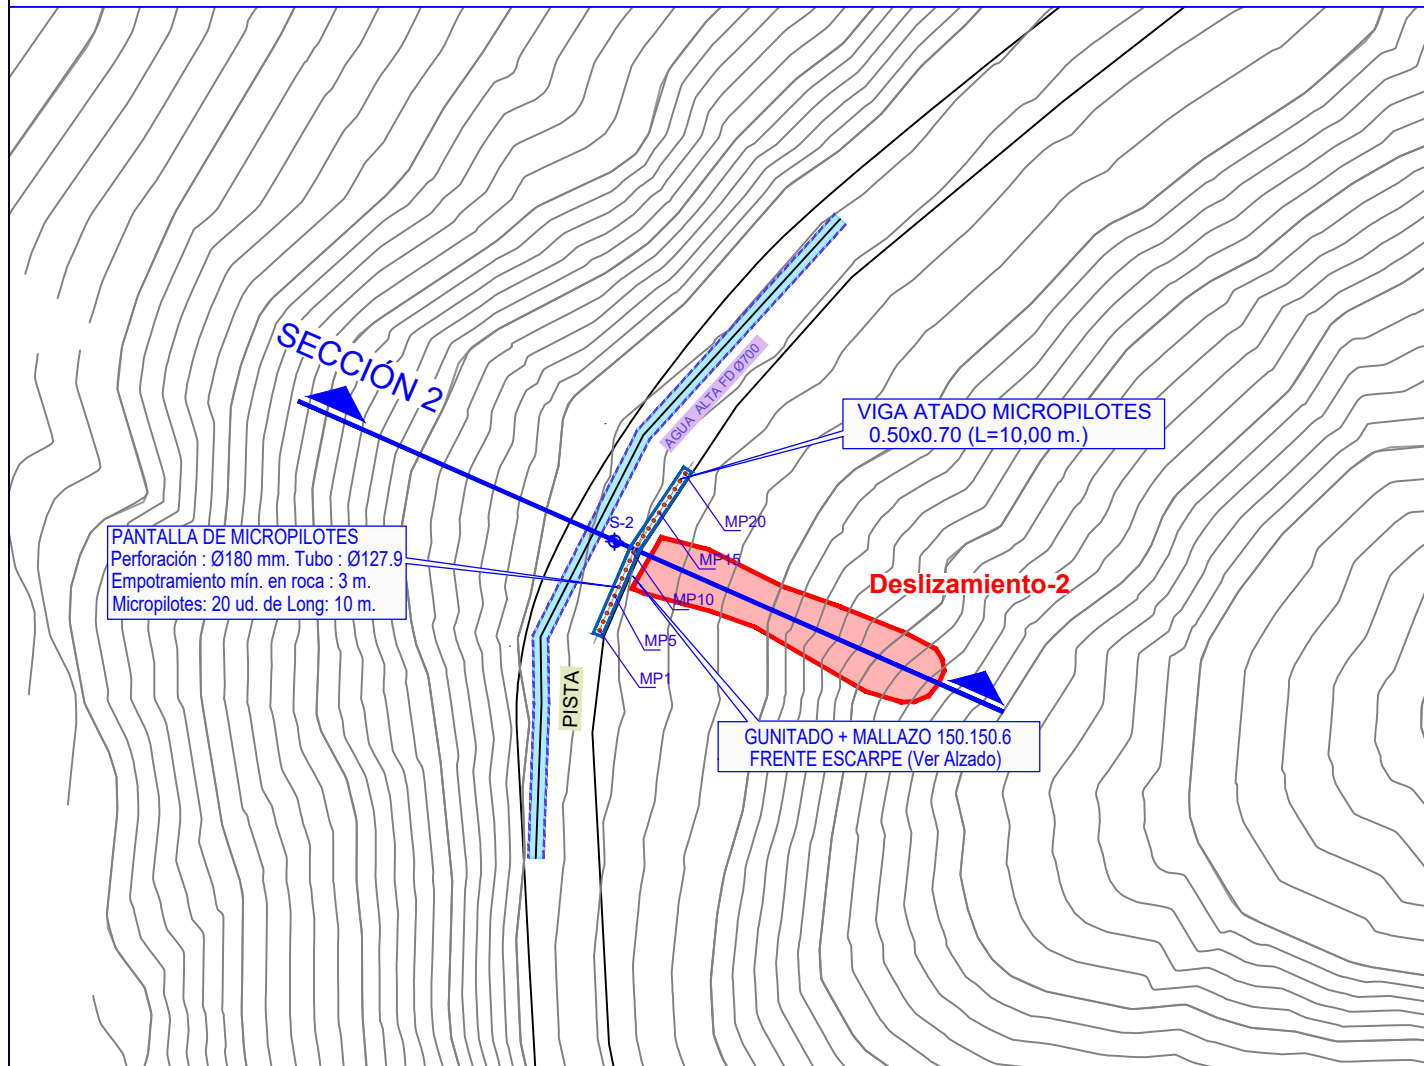 SECCIÓN 2
AGUA ALTA FD Ø700
VIGA ATADO MICROPILOTES
0.50x0.70 (L=10,00 m.)
S-2
MP20
PANTALLA DE MICROPILOTES
Perforación : Ø180 mm. Tubo : Ø127.9
Empotramiento mín. en roca : 3 m.
Micropilotes: 20 ud. de Long: 10 m.
MP15
Deslizamiento-2
MP10
MP5
MP1
PISTA
GUNITADO + MALLAZO 150.150.6
FRENTE ESCARPE (Ver Alzado)